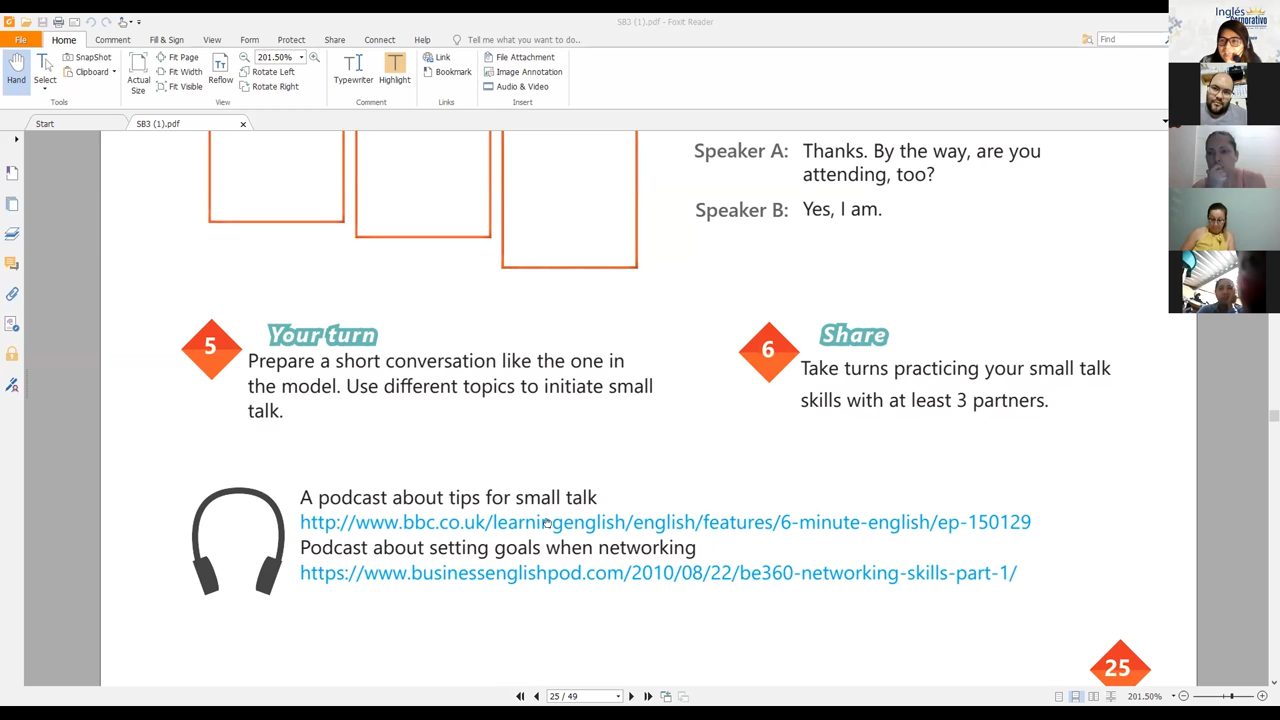 SB3 (1).pdf - Foxit Reader
File Home Comment Fill & Sign View Form Protect Share Connect Help Tell me what you want to do.. Find
Hand
Select
SnapShot
Clipboard
Actual Size
Fit Page
Fit Width
Fit Visible
Reflow
201.50%
Rotate Left
Rotate Right
Typewriter
Highlight
Link
Bookmark
File Attachment
Image Annotation
Audio & Video
Tools View Comment Links Insert
Start SB3 (1).pdf
Inglés
Corporativo
Speaker A: Thanks. By the way, are you
attending, too?
Speaker B: Yes, I am.
5 Your turn
Prepare a short conversation like the one in
the model. Use different topics to initiate small
talk.
6 Share
Take turns practicing your small talk
skills with at least 3 partners.
A podcast about tips for small talk
http://www.bbc.co.uk/learningenglish/english/features/6-minute-english/ep-150129
Podcast about setting goals when networking
https://www.businessenglishpod.com/2010/08/22/be360-networking-skills-part-1/
25
25 / 49
201.50%